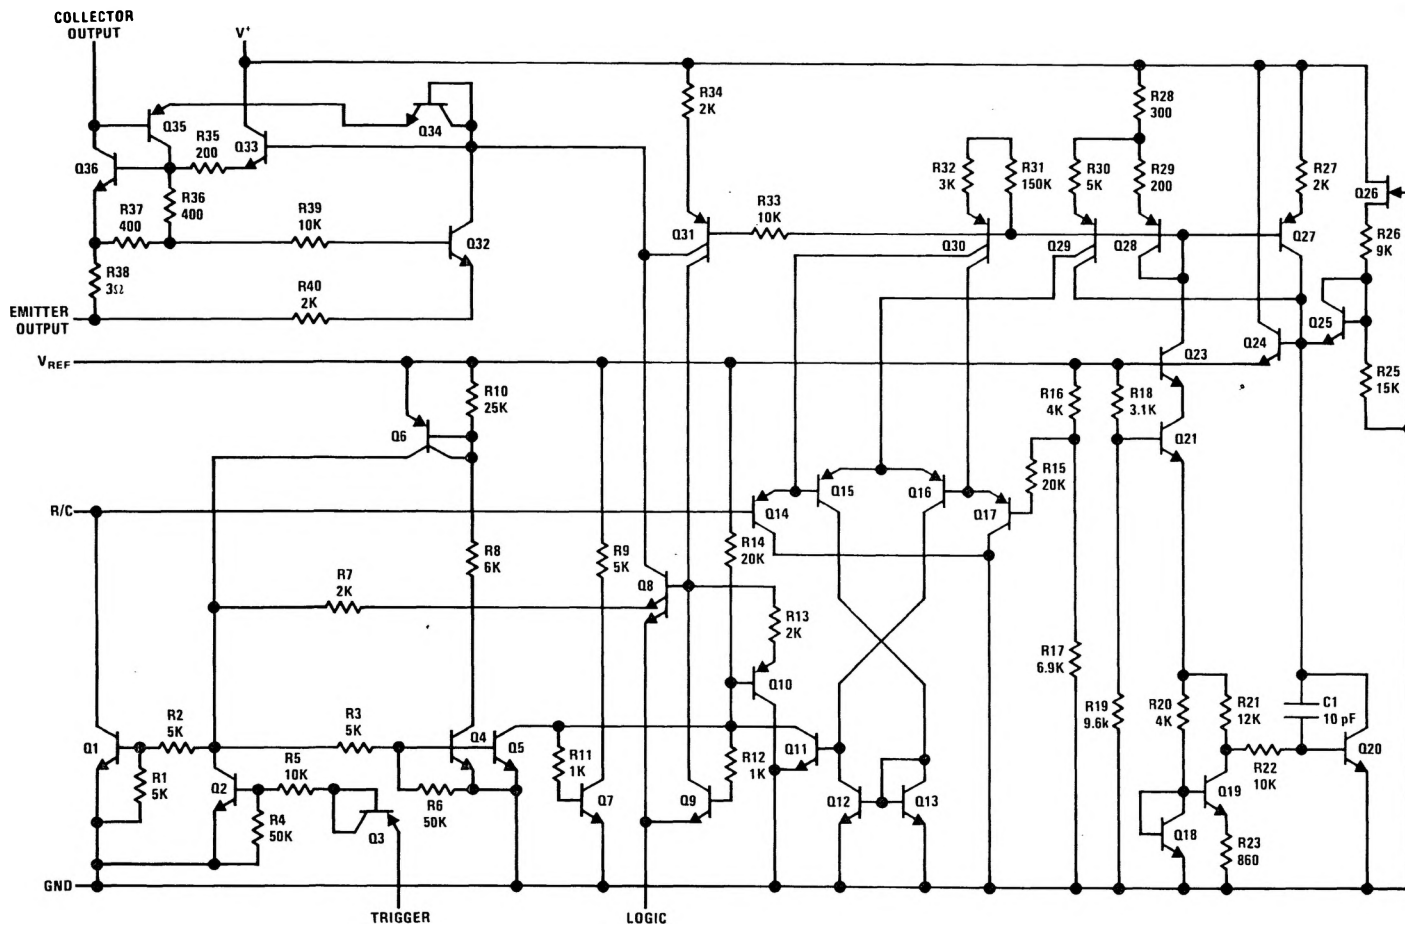 COLLECTOR
OUTPUT
V+
Q35
R35
200
Q33
Q34
Q36
R36
400
R37
400
R39
10K
Q32
R38
3Ω
R40
2K
EMITTER
OUTPUT
R34
2K
Q31
R33
10K
R32
3K
R31
150K
Q30
R30
5K
Q29
R28
300
R29
200
Q28
R27
2K
Q27
Q26
R26
9K
Q25
Q24
R25
15K
Q23
VREF
R10
25K
Q6
R16
4K
R18
3.1K
Q21
R15
20K
R/C
Q14
Q15
Q16
Q17
R8
6K
R9
5K
R14
20K
R7
2K
Q8
R13
2K
Q10
R17
6.9K
R19
9.6k
R20
4K
R21
12K
C1
10 pF
R22
10K
Q20
Q19
Q18
R23
860
Q1
R2
5K
R1
5K
Q2
R3
5K
R5
10K
R4
50K
Q3
R6
50K
Q4
Q5
R11
1K
Q7
Q9
R12
1K
Q11
Q12
Q13
GND
TRIGGER
LOGIC